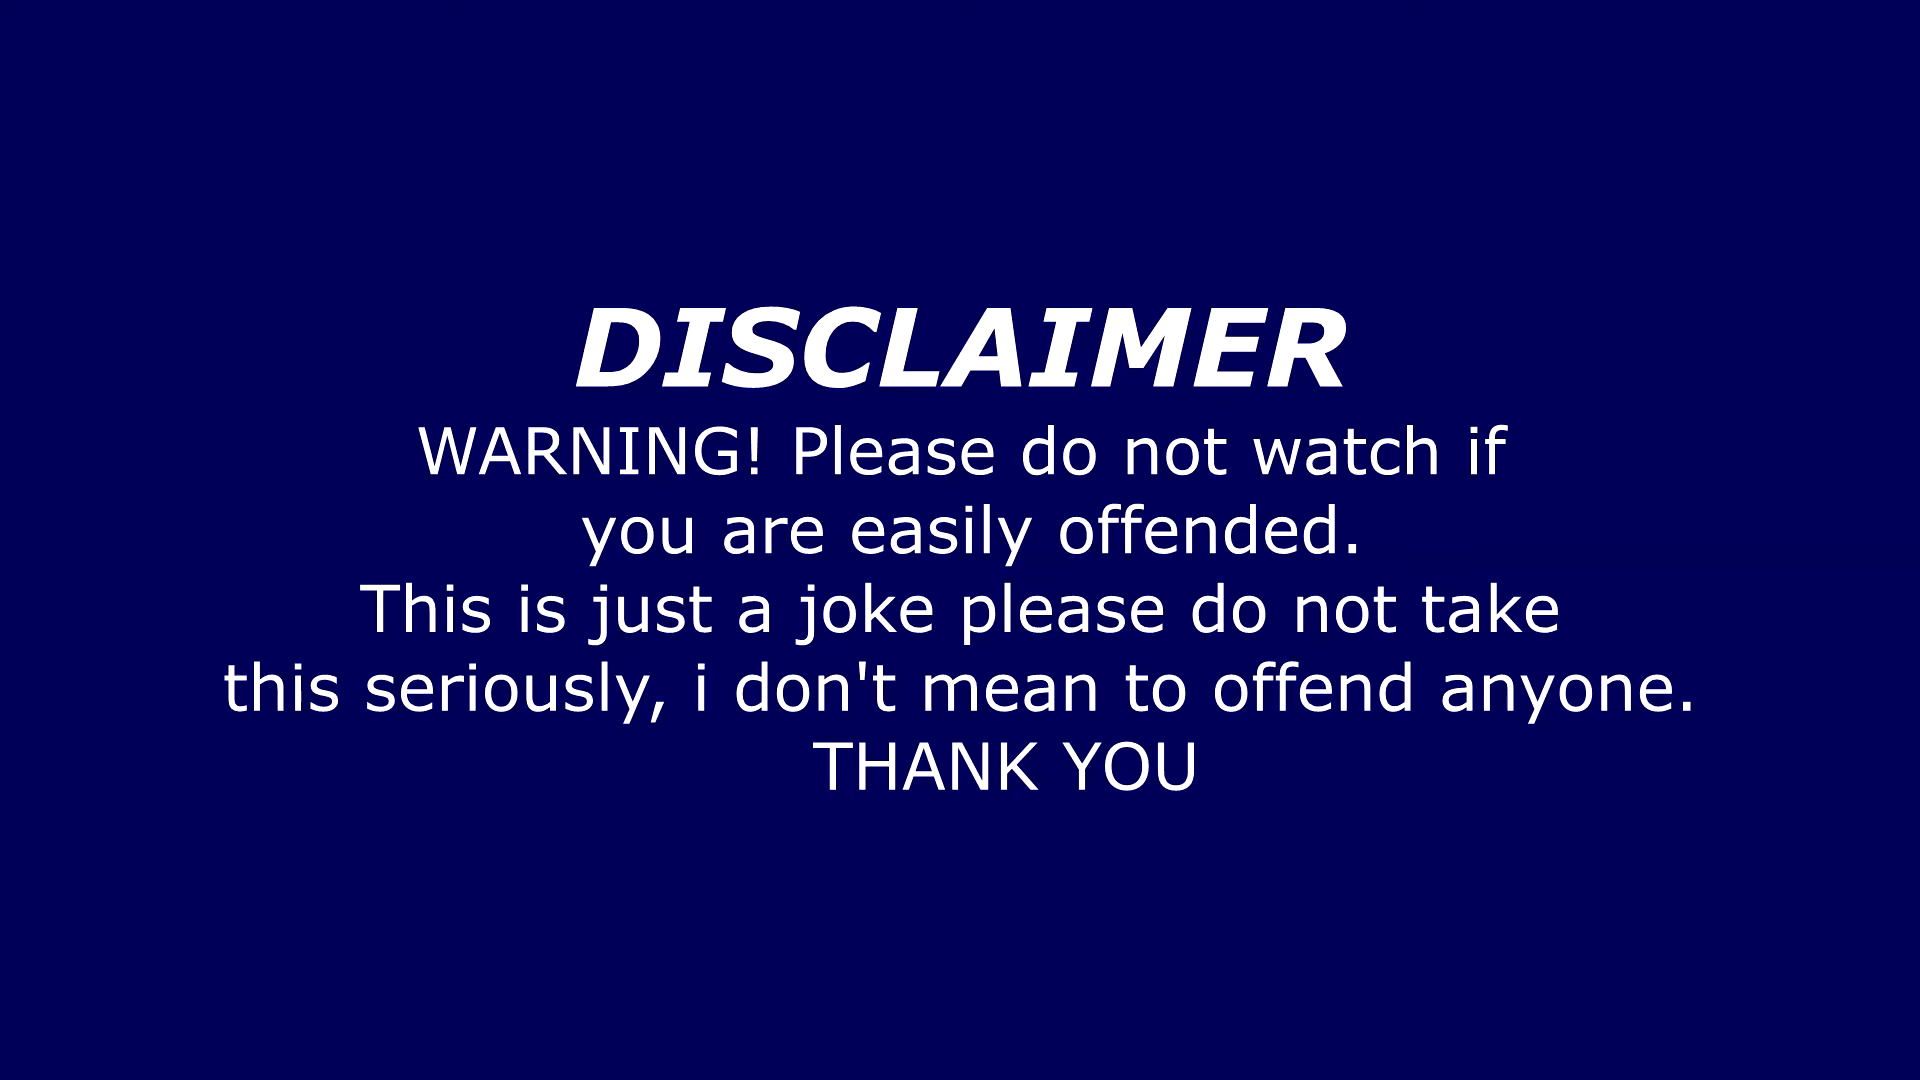 DISCLAIMER
WARNING! Please do not watch if
you are easily offended.
This is just a joke please do not take
this seriously, i don't mean to offend anyone.
THANK YOU